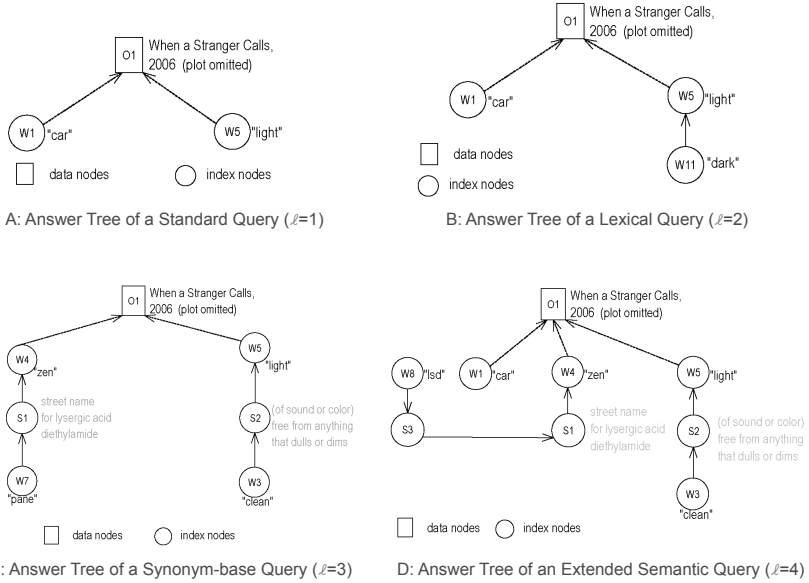 O1
When a Stranger Calls,
2006 (plot omitted)
W1
"car"
W5
"light"
data nodes
index nodes
A: Answer Tree of a Standard Query (ℓ=1)
O1
When a Stranger Calls,
2006 (plot omitted)
W1
"car"
W5
"light"
W11
"dark"
data nodes
index nodes
B: Answer Tree of a Lexical Query (ℓ=2)
O1
When a Stranger Calls,
2006 (plot omitted)
W4
"zen"
W5
"light"
S1
street name
for lysergic acid
diethylamide
S2
(of sound or color)
free from anything
that dulls or dims
W7
"pane"
W3
"clean"
data nodes
index nodes
: Answer Tree of a Synonym-base Query (ℓ=3)
O1
When a Stranger Calls,
2006 (plot omitted)
W8
"lsd"
W1
"car"
W4
"zen"
W5
"light"
S3
S1
street name
for lysergic acid
diethylamide
S2
(of sound or color)
free from anything
that dulls or dims
W3
"clean"
data nodes
index nodes
D: Answer Tree of an Extended Semantic Query (ℓ=4)